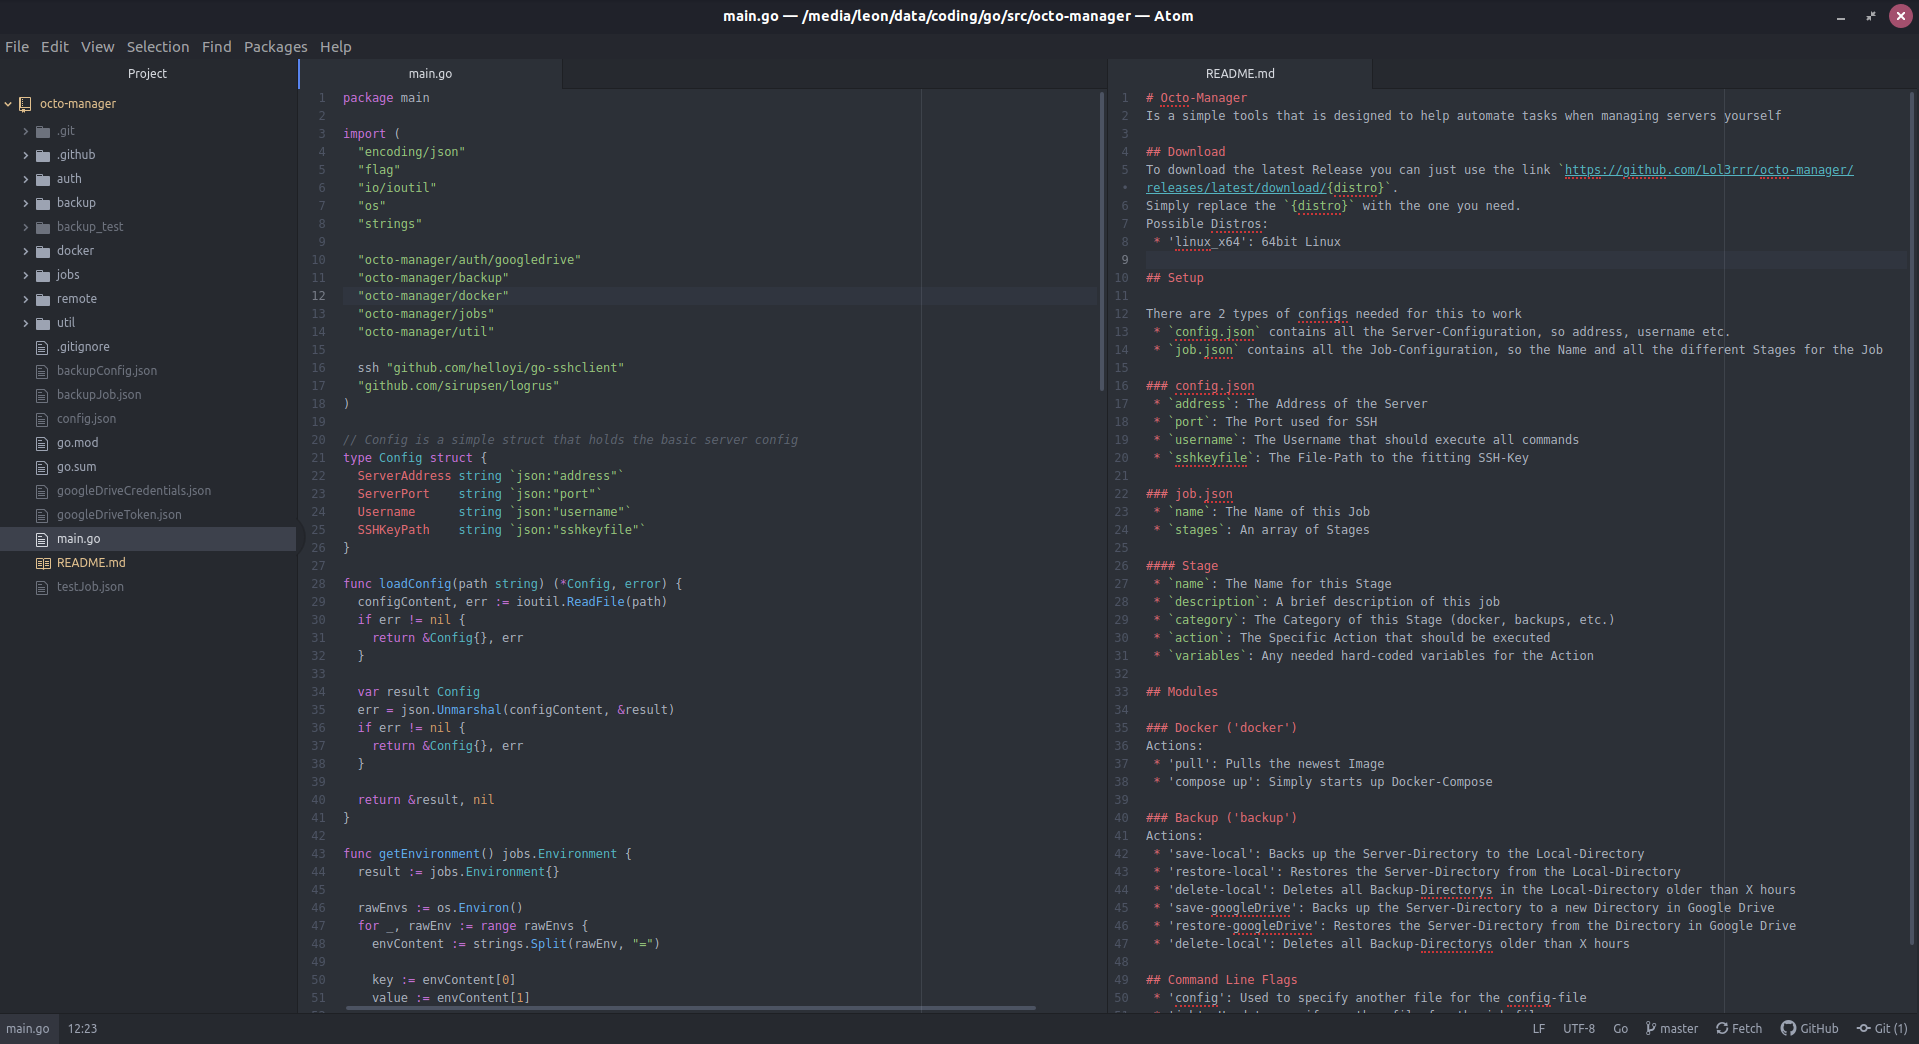 main.go — /media/leon/data/coding/go/src/octo-manager — Atom
File Edit View Selection Find Packages Help
Project
octo-manager
.git
.github
auth
backup
backup_test
docker
jobs
remote
util
.gitignore
backupConfig.json
backupJob.json
config.json
go.mod
go.sum
googleDriveCredentials.json
googleDriveToken.json
main.go
README.md
testJob.json
main.go
1 package main
2
3 import (
4 "encoding/json"
5 "flag"
6 "io/ioutil"
7 "os"
8 "strings"
9
10 "octo-manager/auth/googledrive"
11 "octo-manager/backup"
12 "octo-manager/docker"
13 "octo-manager/jobs"
14 "octo-manager/util"
15
16 ssh "github.com/helloyi/go-sshclient"
17 "github.com/sirupsen/logrus"
18 )
19
20 // Config is a simple struct that holds the basic server config
21 type Config struct {
22 ServerAddress string `json:"address"`
23 ServerPort string `json:"port"`
24 Username string `json:"username"`
25 SSHKeyPath string `json:"sshkeyfile"`
26 }
27
28 func loadConfig(path string) (*Config, error) {
29 configContent, err := ioutil.ReadFile(path)
30 if err != nil {
31 return &Config{}, err
32 }
33
34 var result Config
35 err = json.Unmarshal(configContent, &result)
36 if err != nil {
37 return &Config{}, err
38 }
39
40 return &result, nil
41 }
42
43 func getEnvironment() jobs.Environment {
44 result := jobs.Environment{}
45
46 rawEnvs := os.Environ()
47 for _, rawEnv := range rawEnvs {
48 envContent := strings.Split(rawEnv, "=")
49
50 key := envContent[0]
51 value := envContent[1]
README.md
1 # Octo-Manager
2 Is a simple tools that is designed to help automate tasks when managing servers yourself
3
4 ## Download
5 To download the latest Release you can just use the link `https://github.com/Lol3rrr/octo-manager/
• releases/latest/download/{distro}`.
6 Simply replace the `{distro}` with the one you need.
7 Possible Distros:
8 * 'linux_x64': 64bit Linux
9
10 ## Setup
11
12 There are 2 types of configs needed for this to work
13 * `config.json` contains all the Server-Configuration, so address, username etc.
14 * `job.json` contains all the Job-Configuration, so the Name and all the different Stages for the Job
15
16 ### config.json
17 * `address`: The Address of the Server
18 * `port`: The Port used for SSH
19 * `username`: The Username that should execute all commands
20 * `sshkeyfile`: The File-Path to the fitting SSH-Key
21
22 ### job.json
23 * `name`: The Name of this Job
24 * `stages`: An array of Stages
25
26 #### Stage
27 * `name`: The Name for this Stage
28 * `description`: A brief description of this job
29 * `category`: The Category of this Stage (docker, backups, etc.)
30 * `action`: The Specific Action that should be executed
31 * `variables`: Any needed hard-coded variables for the Action
32
33 ## Modules
34
35 ### Docker ('docker')
36 Actions:
37 * 'pull': Pulls the newest Image
38 * 'compose up': Simply starts up Docker-Compose
39
40 ### Backup ('backup')
41 Actions:
42 * 'save-local': Backs up the Server-Directory to the Local-Directory
43 * 'restore-local': Restores the Server-Directory from the Local-Directory
44 * 'delete-local': Deletes all Backup-Directorys in the Local-Directory older than X hours
45 * 'save-googleDrive': Backs up the Server-Directory to a new Directory in Google Drive
46 * 'restore-googleDrive': Restores the Server-Directory from the Directory in Google Drive
47 * 'delete-local': Deletes all Backup-Directorys older than X hours
48
49 ## Command Line Flags
50 * 'config': Used to specify another file for the config-file
main.go 12:23 LF UTF-8 Go master Fetch GitHub Git (1)